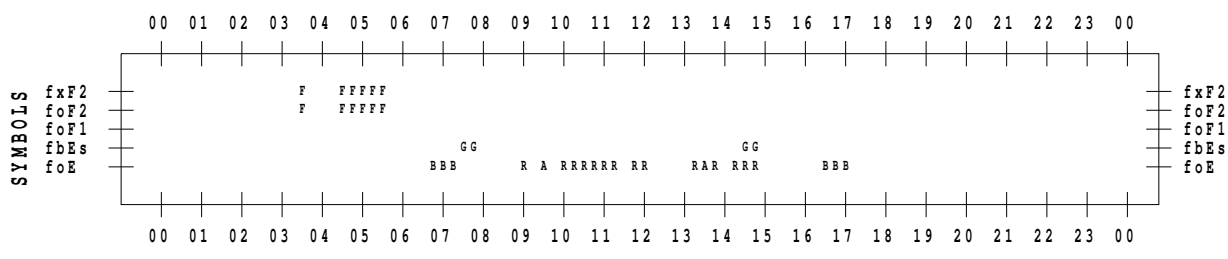 00 01 02 03 04 05 06 07 08 09 10 11 12 13 14 15 16 17 18 19 20 21 22 23 00
SYMBOLS
fxF2 F FFFFF fxF2
foF2 F FFFFF foF2
foF1 foF1
fbEs GG GG fbEs
foE BBB R A RRRRRR RR RAR RRR BBB foE
00 01 02 03 04 05 06 07 08 09 10 11 12 13 14 15 16 17 18 19 20 21 22 23 00